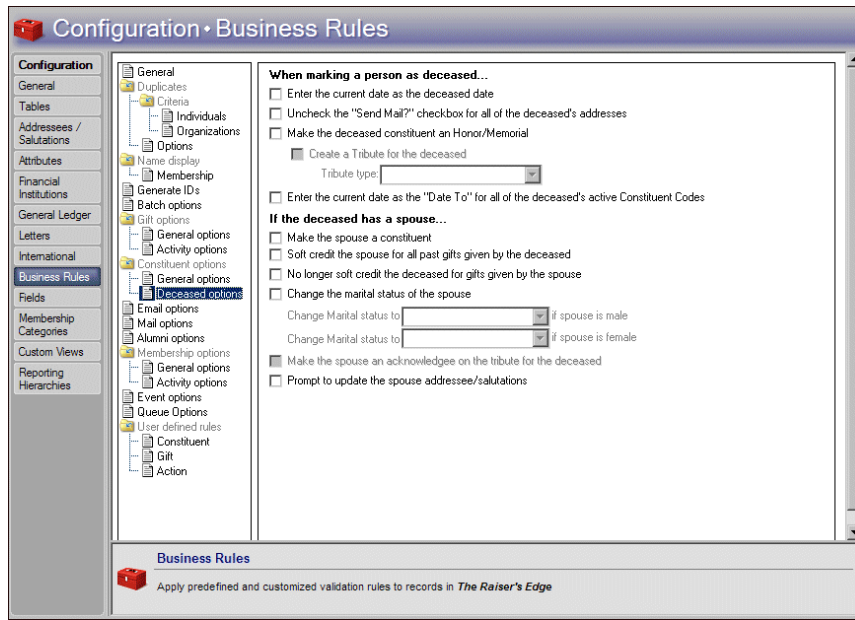 Configuration • Business Rules
Configuration
General
Tables
Addressees /
Salutations
Attributes
Financial
Institutions
General Ledger
Letters
International
Business Rules
Fields
Membership
Categories
Custom Views
Reporting
Hierarchies
General
Duplicates
Criteria
Individuals
Organizations
Options
Name display
Membership
Generate IDs
Batch options
Gift options
General options
Activity options
Constituent options
General options
Deceased options
Email options
Mail options
Alumni options
Membership options
General options
Activity options
Event options
Queue Options
User defined rules
Constituent
Gift
Action
When marking a person as deceased...
Enter the current date as the deceased date
Uncheck the "Send Mail?" checkbox for all of the deceased's addresses
Make the deceased constituent an Honor/Memorial
Create a Tribute for the deceased
Tribute type:
Enter the current date as the "Date To" for all of the deceased's active Constituent Codes
If the deceased has a spouse...
Make the spouse a constituent
Soft credit the spouse for all past gifts given by the deceased
No longer soft credit the deceased for gifts given by the spouse
Change the marital status of the spouse
Change Marital status to if spouse is male
Change Marital status to if spouse is female
Make the spouse an acknowledgee on the tribute for the deceased
Prompt to update the spouse addressee/salutations
Business Rules
Apply predefined and customized validation rules to records in The Raiser's Edge